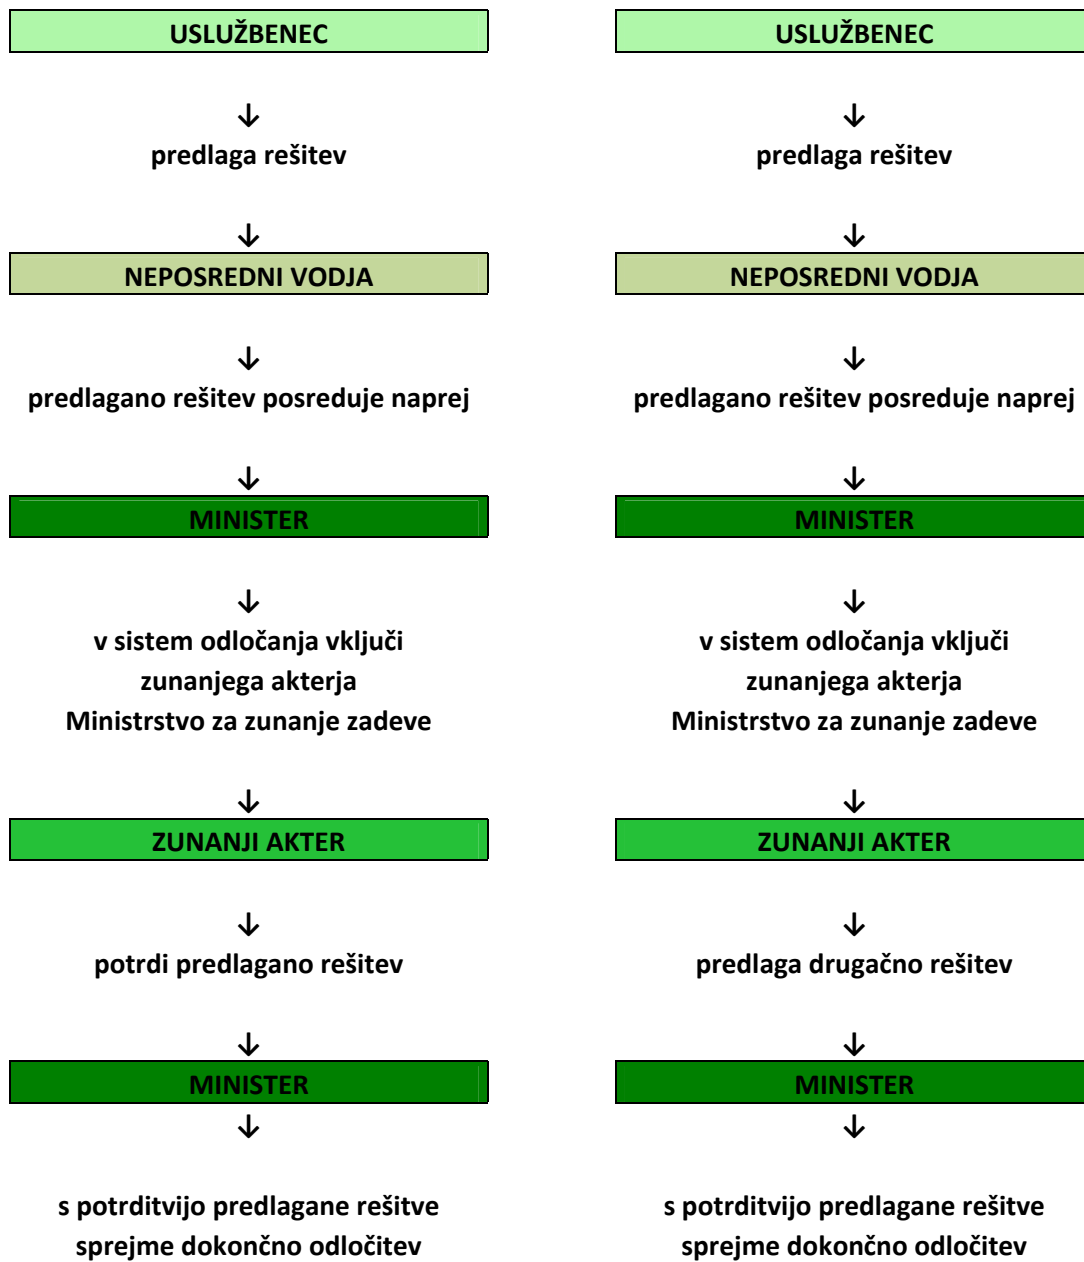 USLUŽBENEC
↓
predlaga rešitev
↓
NEPOSREDNI VODJA
↓
predlagano rešitev posreduje naprej
↓
MINISTER
↓
v sistem odločanja vključi
zunanjega akterja
Ministrstvo za zunanje zadeve
↓
ZUNANJI AKTER
↓
potrdi predlagano rešitev
↓
MINISTER
↓
s potrditvijo predlagane rešitve
sprejme dokončno odločitev
USLUŽBENEC
↓
predlaga rešitev
↓
NEPOSREDNI VODJA
↓
predlagano rešitev posreduje naprej
↓
MINISTER
↓
v sistem odločanja vključi
zunanjega akterja
Ministrstvo za zunanje zadeve
↓
ZUNANJI AKTER
↓
predlaga drugačno rešitev
↓
MINISTER
↓
s potrditvijo predlagane rešitve
sprejme dokončno odločitev